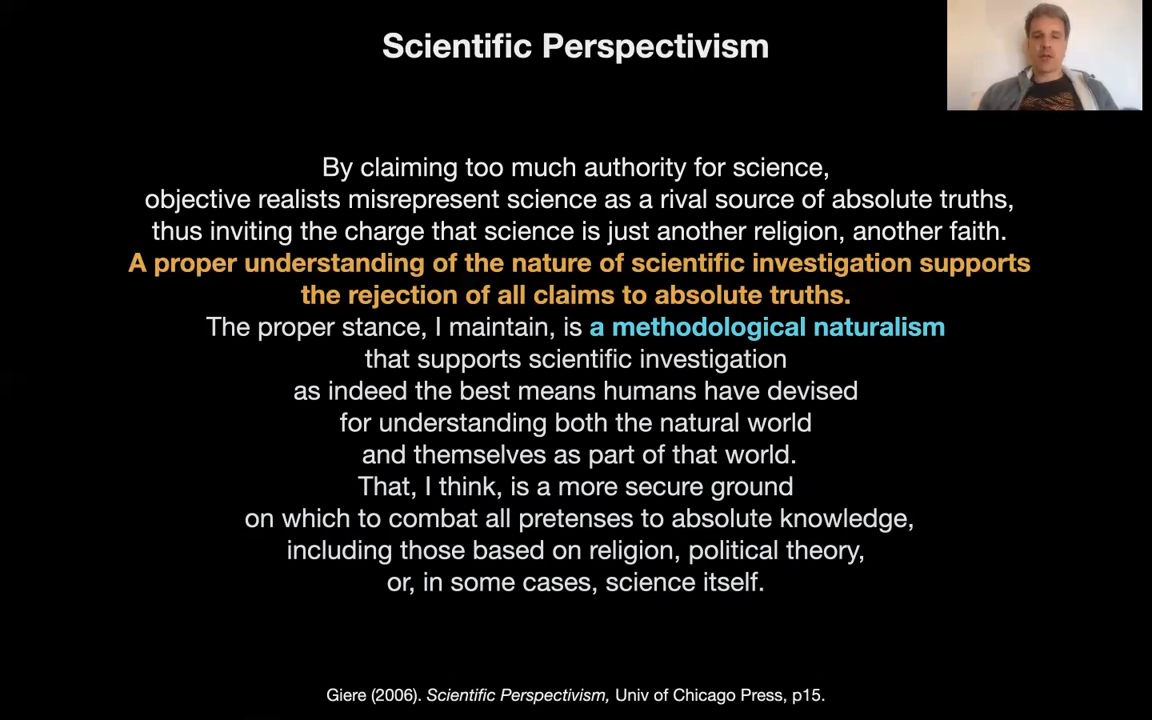 Scientific Perspectivism
By claiming too much authority for science,
objective realists misrepresent science as a rival source of absolute truths,
thus inviting the charge that science is just another religion, another faith.
A proper understanding of the nature of scientific investigation supports
the rejection of all claims to absolute truths.
The proper stance, I maintain, is a methodological naturalism
that supports scientific investigation
as indeed the best means humans have devised
for understanding both the natural world
and themselves as part of that world.
That, I think, is a more secure ground
on which to combat all pretenses to absolute knowledge,
including those based on religion, political theory,
or, in some cases, science itself.
Giere (2006). Scientific Perspectivism, Univ of Chicago Press, p15.